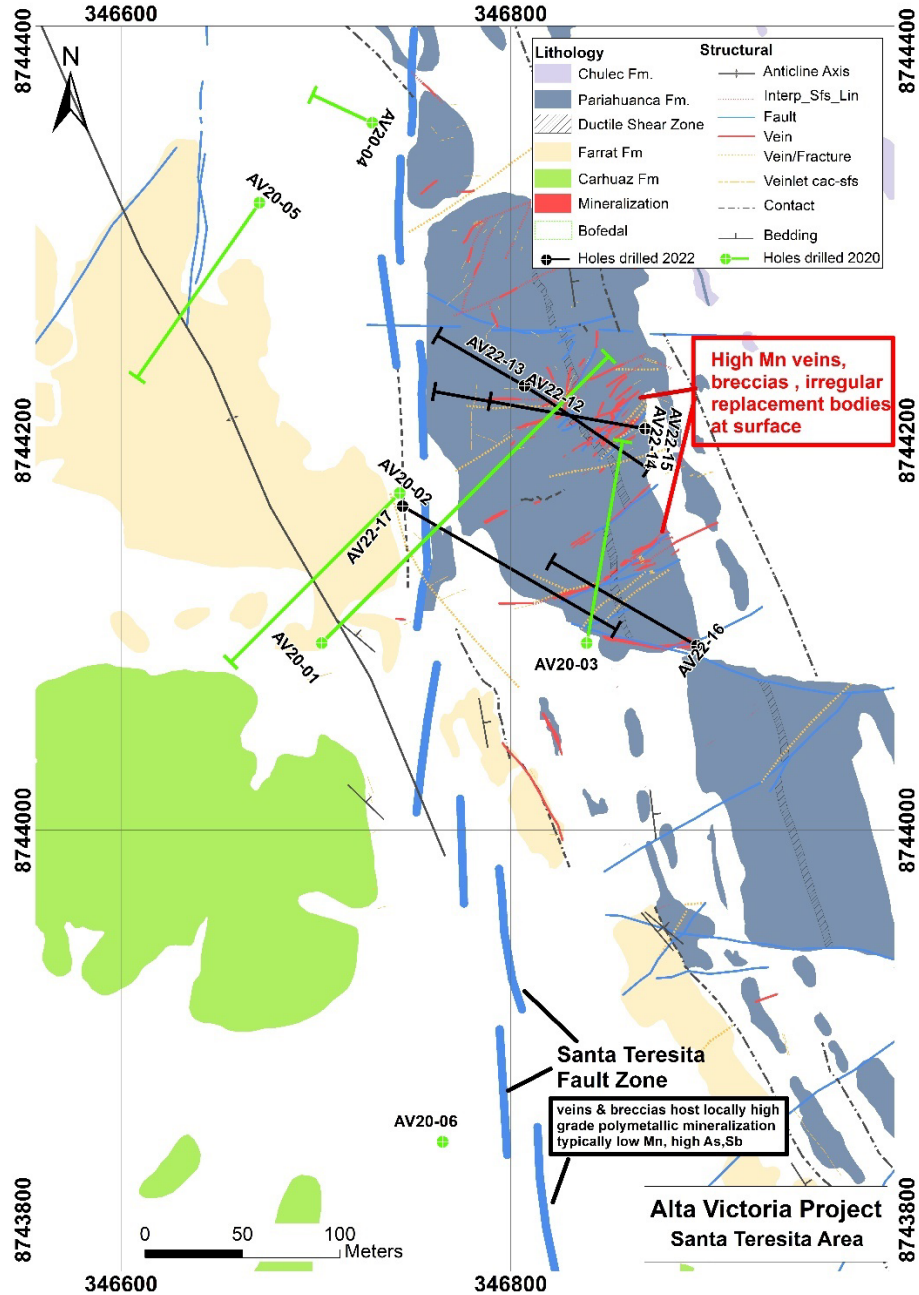 346600
346800
8744400
8744400
N
Lithology
Chulec Fm.
Pariahuanca Fm.
Ductile Shear Zone
Farrat Fm
Carhuaz Fm
Mineralization
Bofedal
Holes drilled 2022
Structural
Anticline Axis
Interp_Sfs_Lin
Fault
Vein
Vein/Fracture
Veinlet cac-sfs
Contact
Bedding
Holes drilled 2020
AV20-04
AV20-05
AV22-13
AV22-12
High Mn veins,
breccias , irregular
replacement bodies
at surface
8744200
8744200
AV22-15
AV22-14
AV20-02
AV22-17
AV20-01
AV20-03
AV22-16
8744000
8744000
Santa Teresita
Fault Zone
veins & breccias host locally high
grade polymetallic mineralization
typically low Mn, high As,Sb
AV20-06
8743800
8743800
Alta Victoria Project
Santa Teresita Area
0 50 100
Meters
346600
346800